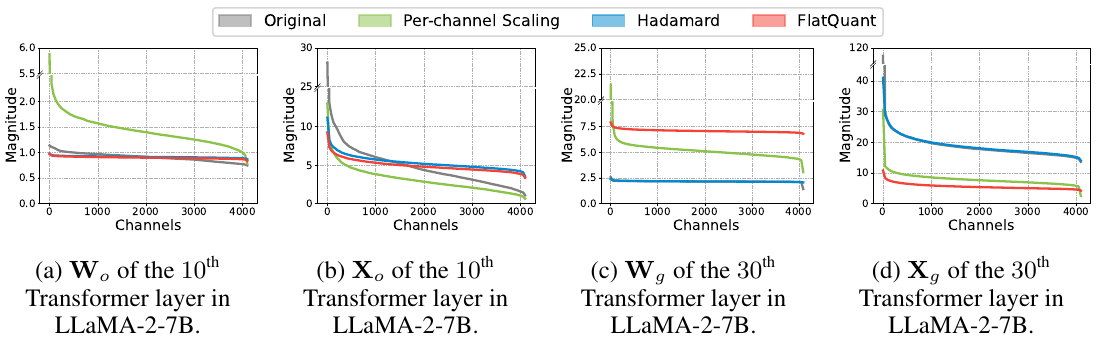 Original Per-channel Scaling Hadamard FlatQuant
6.0
5.5
2.0
1.5
1.0
0.5
0.0
Magnitude
0 1000 2000 3000 4000
Channels
30
25
10
5
0
Magnitude
0 1000 2000 3000 4000
Channels
25.0
22.5
20.0
7.5
5.0
2.5
0.0
Magnitude
0 1000 2000 3000 4000
Channels
120
40
30
20
10
0
Magnitude
0 1000 2000 3000 4000
Channels
(a) Wo of the 10th
Transformer layer in
LLaMA-2-7B.
(b) Xo of the 10th
Transformer layer in
LLaMA-2-7B.
(c) Wg of the 30th
Transformer layer in
LLaMA-2-7B.
(d) Xg of the 30th
Transformer layer in
LLaMA-2-7B.